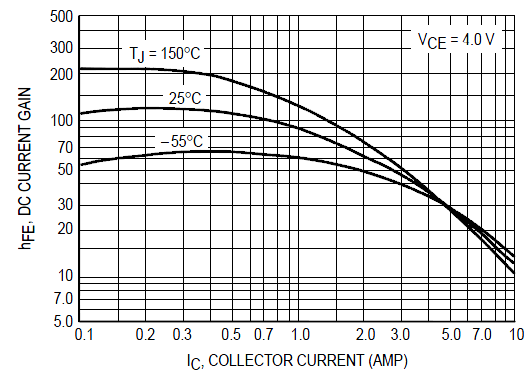 500
300
200
100
70
50
30
20
10
7.0
5.0
hFE, DC CURRENT GAIN
TJ = 150°C
25°C
–55°C
VCE = 4.0 V
0.1 0.2 0.3 0.5 0.7 1.0 2.0 3.0 5.0 7.0 10
IC, COLLECTOR CURRENT (AMP)